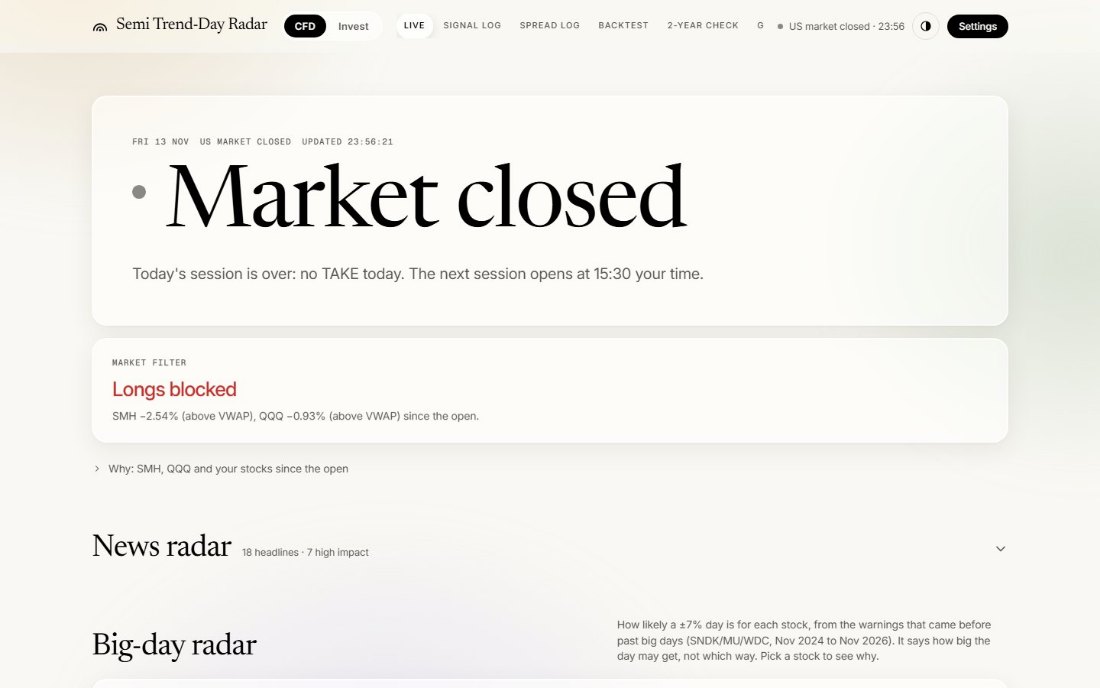 Semi Trend-Day Radar
CFD
Invest
LIVE
SIGNAL LOG
SPREAD LOG
BACKTEST
2-YEAR CHECK
G
US market closed · 23:56
Settings
FRI 13 NOV US MARKET CLOSED UPDATED 23:56:21
Market closed
Today's session is over: no TAKE today. The next session opens at 15:30 your time.
MARKET FILTER
Longs blocked
SMH −2.54% (above VWAP), QQQ −0.93% (above VWAP) since the open.
Why: SMH, QQQ and your stocks since the open
News radar
18 headlines · 7 high impact
Big-day radar
How likely a ±7% day is for each stock, from the warnings that came before
past big days (SNDK/MU/WDC, Nov 2024 to Nov 2026). It says how big the
day may get, not which way. Pick a stock to see why.